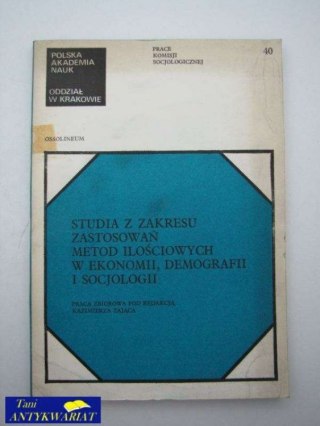 POLSKA
AKADEMIA
NAUK
ODDZIAŁ
W KRAKOWIE
PRACE
KOMISJI
SOCJOLOGICZNEJ
40
OSSOLINEUM
STUDIA Z ZAKRESU
ZASTOSOWAŃ
METOD ILOŚCIOWYCH
W EKONOMII, DEMOGRAFII
I SOCJOLOGII
PRACA ZBIOROWA POD REDAKCJĄ
KAZIMIERZA ZAJĄCA
Tani
ANTYKWARIAT